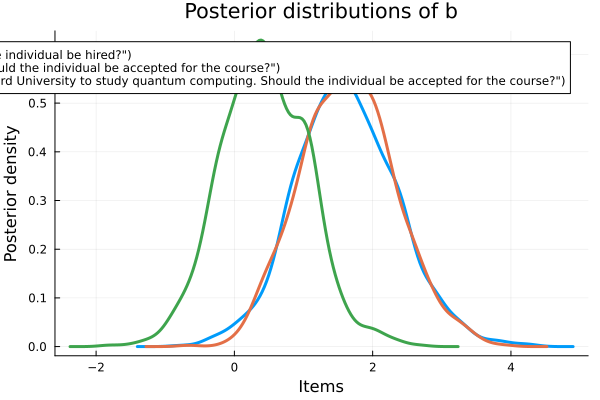 Posterior distributions of b
e individual be hired?")
uld the individual be accepted for the course?")
rd University to study quantum computing. Should the individual be accepted for the course?")
0.5
0.4
0.3
0.2
0.1
0.0
Posterior density
−2 0 2 4
Items